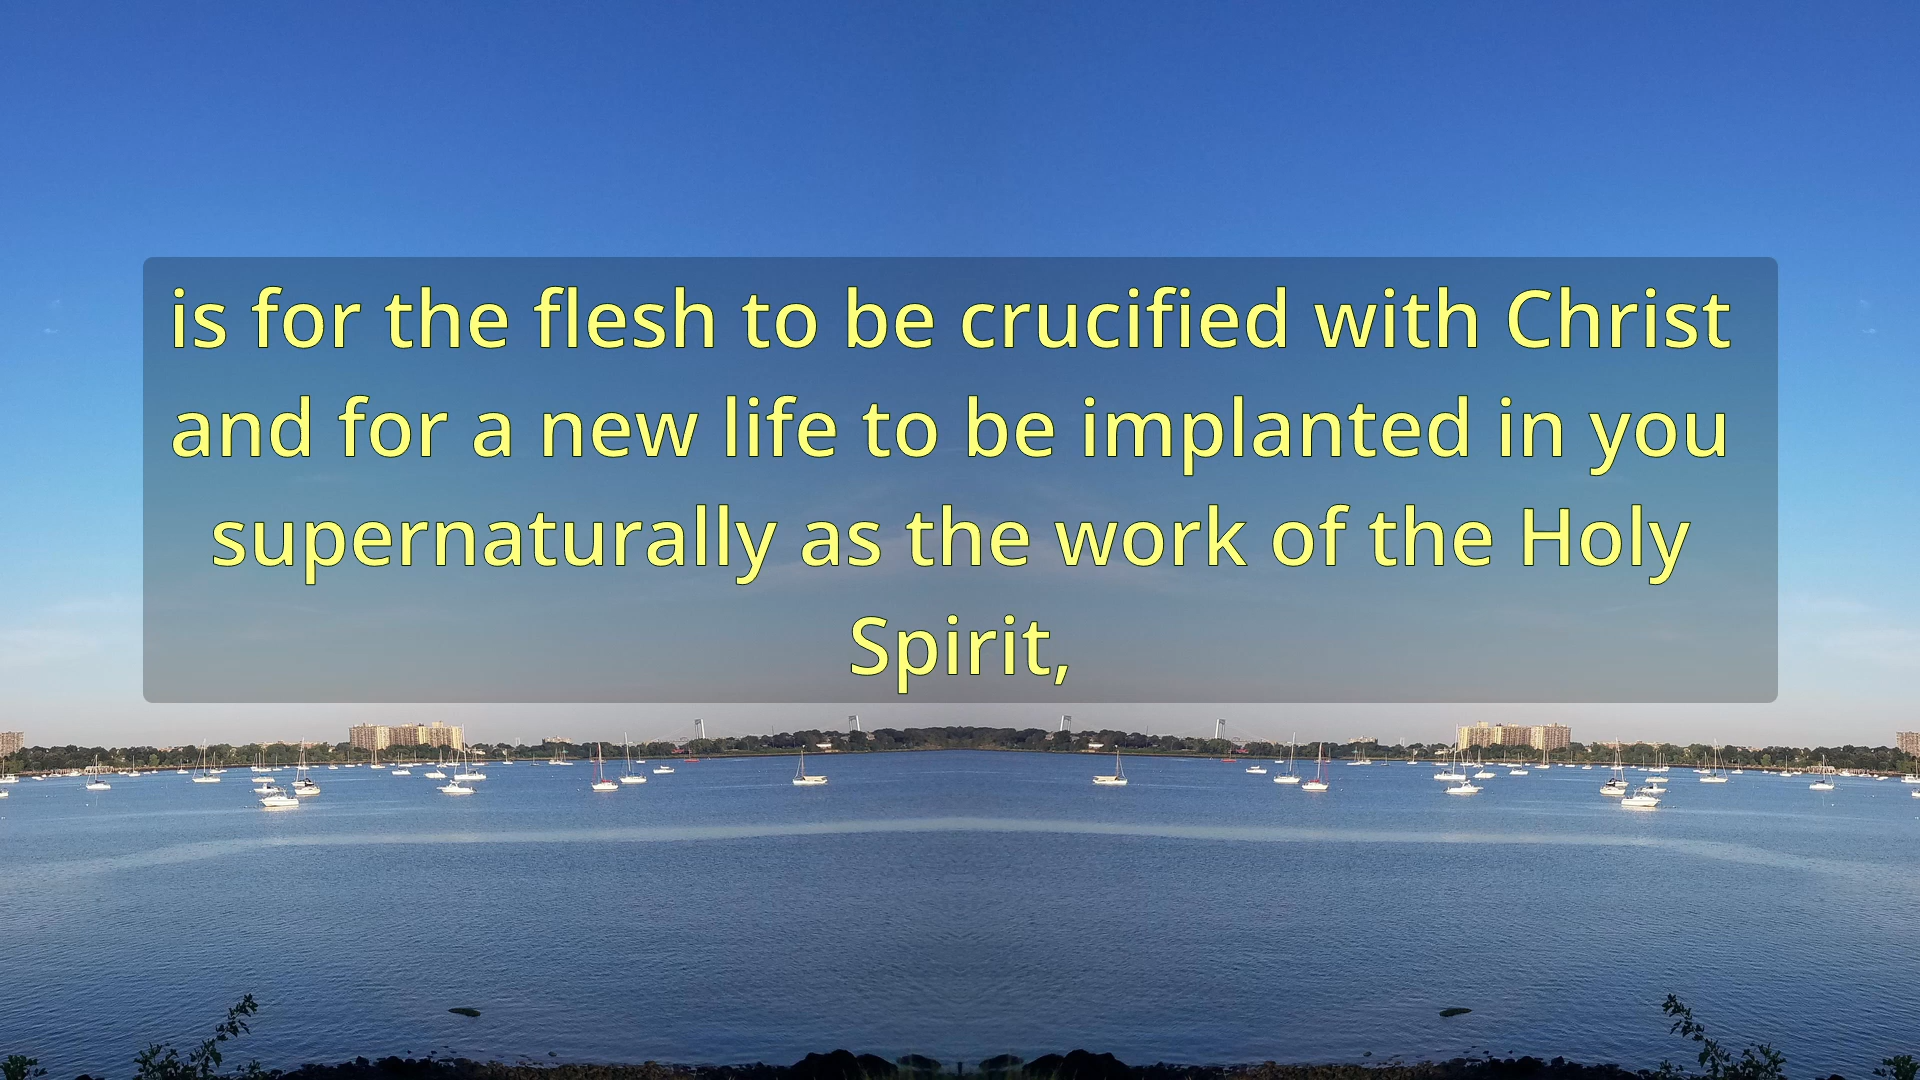 is for the flesh to be crucified with Christ
and for a new life to be implanted in you
supernaturally as the work of the Holy
Spirit,